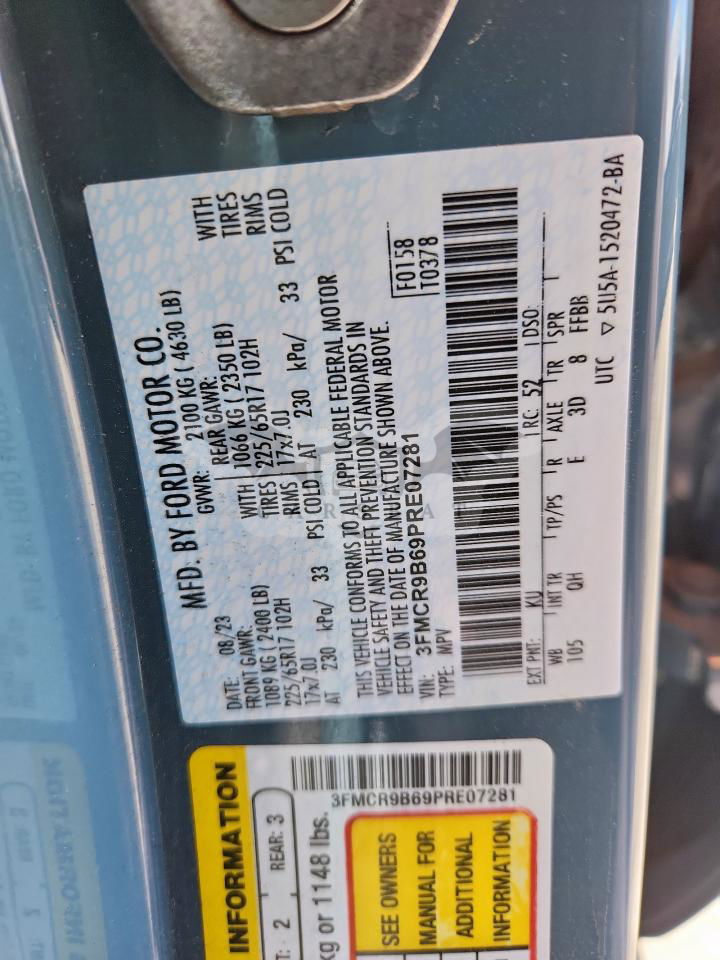 MFD. BY FORD MOTOR CO.
DATE: 08/23 GVWR: 2100 KG ( 4630 LB)
FRONT GAWR: REAR GAWR: WITH
1089 KG ( 2400 LB) WITH 1066 KG ( 2350 LB) TIRES
225/65R17 102H TIRES 225/65R17 102H RIMS
17x7.0J RIMS 17x7.0J
AT 230 kPa/ 33 PSI COLD AT 230 kPa/ 33 PSI COLD
THIS VEHICLE CONFORMS TO ALL APPLICABLE FEDERAL MOTOR
VEHICLE SAFETY AND THEFT PREVENTION STANDARDS IN
EFFECT ON THE DATE OF MANUFACTURE SHOWN ABOVE.
VIN: 3FMCR9B69PRE07281 F0158
TYPE: MPV T0378
EXT PNT: KU RC: 52 DSO:
WB INT TR TP/PS R AXLE TR SPR
105 QH E 3D 8 FFBB
UTC ▽ 5U5A-1520472-BA
INFORMATION
T: 2 REAR: 3
kg or 1148 lbs.
3FMCR9B69PRE07281
SEE OWNERS
MANUAL FOR
ADDITIONAL
INFORMATION